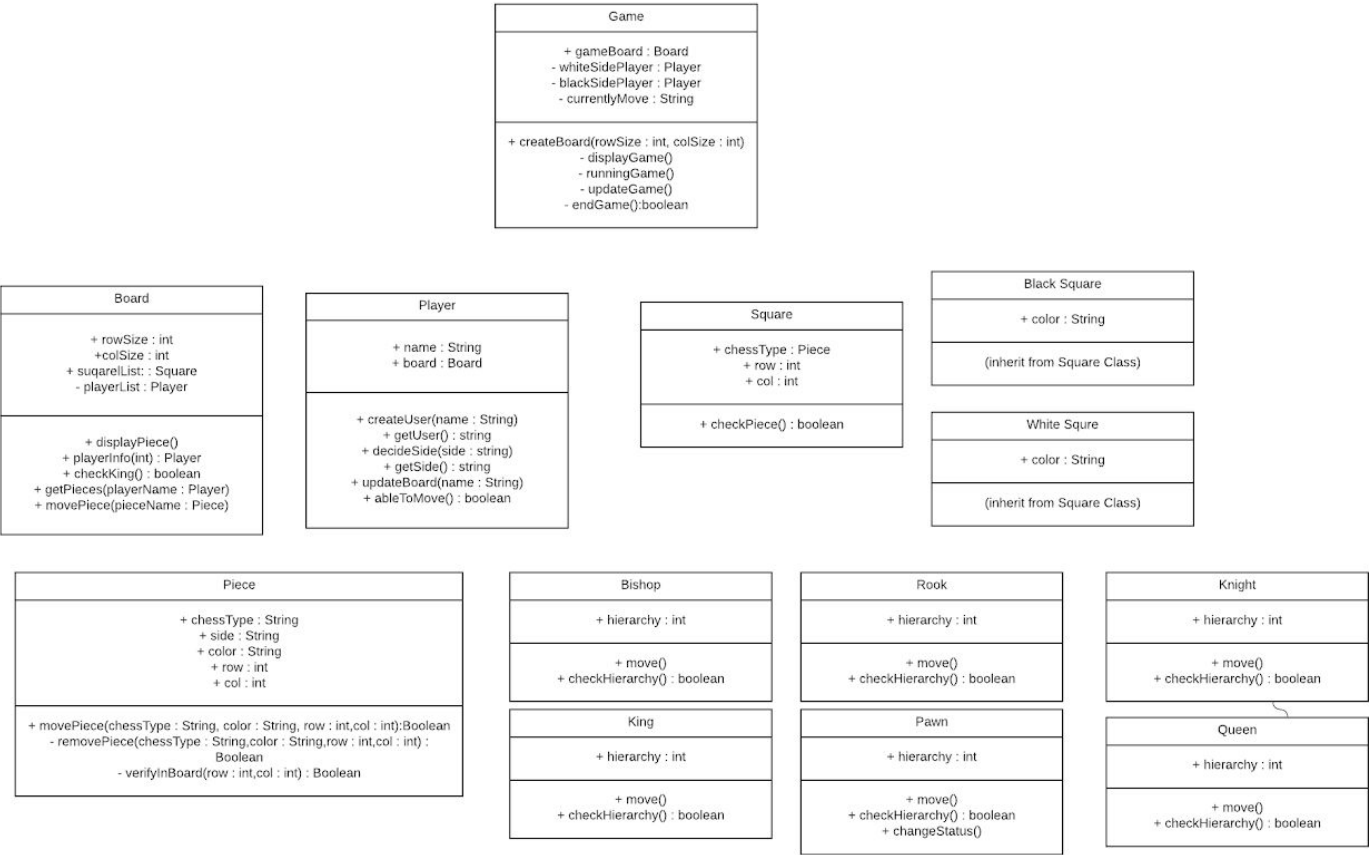 Game
+ gameBoard : Board
- whiteSidePlayer : Player
- blackSidePlayer : Player
- currentlyMove : String
+ createBoard(rowSize : int, colSize : int)
- displayGame()
- runningGame()
- updateGame()
- endGame():boolean
Board
+ rowSize : int
+colSize : int
+ suqarelList: : Square
- playerList : Player
+ displayPiece()
+ playerInfo(int) : Player
+ checkKing() : boolean
+ getPieces(playerName : Player)
+ movePiece(pieceName : Piece)
Player
+ name : String
+ board : Board
+ createUser(name : String)
+ getUser() : string
+ decideSide(side : string)
+ getSide() : string
+ updateBoard(name : String)
+ ableToMove() : boolean
Square
+ chessType : Piece
+ row : int
+ col : int
+ checkPiece() : boolean
Black Square
+ color : String
(inherit from Square Class)
White Squre
+ color : String
(inherit from Square Class)
Piece
+ chessType : String
+ side : String
+ color : String
+ row : int
+ col : int
+ movePiece(chessType : String, color : String, row : int,col : int):Boolean
- removePiece(chessType : String,color : String,row : int,col : int) :
Boolean
- verifyInBoard(row : int,col : int) : Boolean
Bishop
+ hierarchy : int
+ move()
+ checkHierarchy() : boolean
Rook
+ hierarchy : int
+ move()
+ checkHierarchy() : boolean
Knight
+ hierarchy : int
+ move()
+ checkHierarchy() : boolean
King
+ hierarchy : int
+ move()
+ checkHierarchy() : boolean
Pawn
+ hierarchy : int
+ move()
+ checkHierarchy() : boolean
+ changeStatus()
Queen
+ hierarchy : int
+ move()
+ checkHierarchy() : boolean